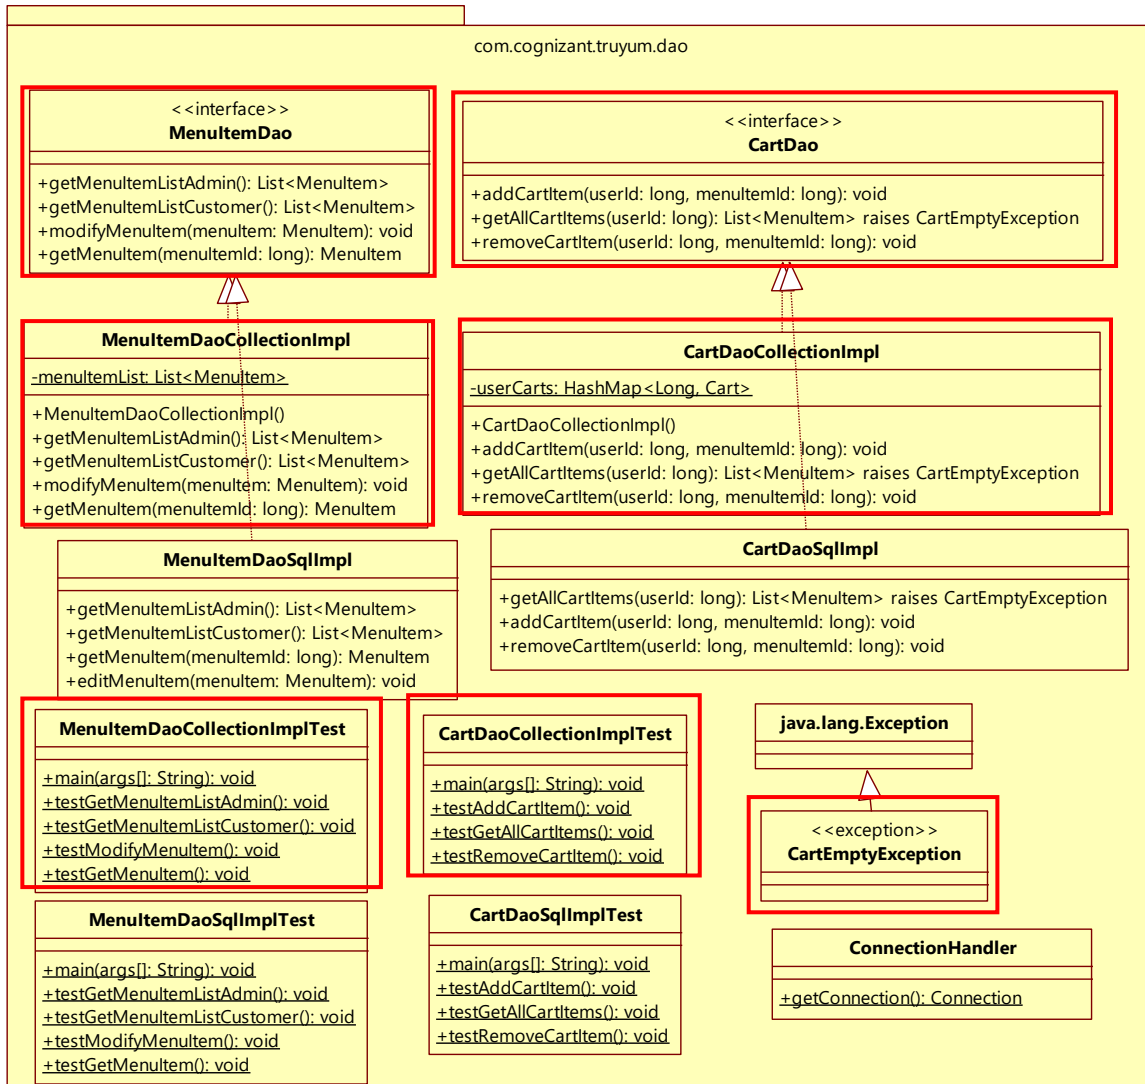 com.cognizant.truyum.dao
<<interface>>
MenuItemDao
+getMenuItemListAdmin(): List<MenuItem>
+getMenuItemListCustomer(): List<MenuItem>
+modifyMenuItem(menuItem: MenuItem): void
+getMenuItem(menuItemId: long): MenuItem
<<interface>>
CartDao
+addCartItem(userId: long, menuItemId: long): void
+getAllCartItems(userId: long): List<MenuItem> raises CartEmptyException
+removeCartItem(userId: long, menuItemId: long): void
MenuItemDaoCollectionImpl
-menuItemList: List<MenuItem>
+MenuItemDaoCollectionImpl()
+getMenuItemListAdmin(): List<MenuItem>
+getMenuItemListCustomer(): List<MenuItem>
+modifyMenuItem(menuItem: MenuItem): void
+getMenuItem(menuItemId: long): MenuItem
CartDaoCollectionImpl
-userCarts: HashMap<Long, Cart>
+CartDaoCollectionImpl()
+addCartItem(userId: long, menuItemId: long): void
+getAllCartItems(userId: long): List<MenuItem> raises CartEmptyException
+removeCartItem(userId: long, menuItemId: long): void
MenuItemDaoSqlImpl
+getMenuItemListAdmin(): List<MenuItem>
+getMenuItemListCustomer(): List<MenuItem>
+getMenuItem(menuItemId: long): MenuItem
+editMenuItem(menuItem: MenuItem): void
CartDaoSqlImpl
+getAllCartItems(userId: long): List<MenuItem> raises CartEmptyException
+addCartItem(userId: long, menuItemId: long): void
+removeCartItem(userId: long, menuItemId: long): void
MenuItemDaoCollectionImplTest
+main(args[]: String): void
+testGetMenuItemListAdmin(): void
+testGetMenuItemListCustomer(): void
+testModifyMenuItem(): void
+testGetMenuItem(): void
CartDaoCollectionImplTest
+main(args[]: String): void
+testAddCartItem(): void
+testGetAllCartItems(): void
+testRemoveCartItem(): void
java.lang.Exception
<<exception>>
CartEmptyException
MenuItemDaoSqlImplTest
+main(args[]: String): void
+testGetMenuItemListAdmin(): void
+testGetMenuItemListCustomer(): void
+testModifyMenuItem(): void
+testGetMenuItem(): void
CartDaoSqlImplTest
+main(args[]: String): void
+testAddCartItem(): void
+testGetAllCartItems(): void
+testRemoveCartItem(): void
ConnectionHandler
+getConnection(): Connection